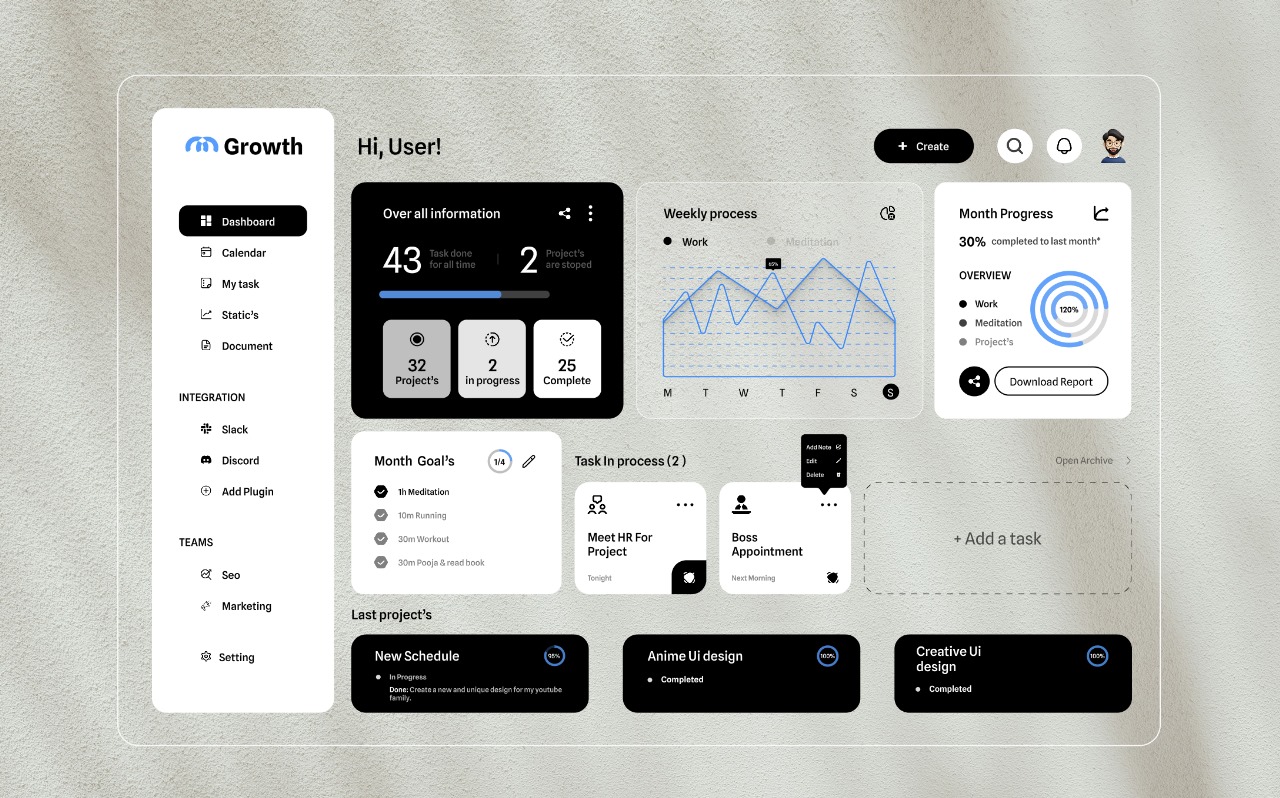 Growth
Hi, User!
+ Create
Dashboard
Calendar
My task
Static's
Document
INTEGRATION
Slack
Discord
Add Plugin
TEAMS
Seo
Marketing
Setting
Over all information
43 Task done
for all time
2 Project's
are stoped
32
Project's
2
in progress
25
Complete
Weekly process
Work
Meditation
M T W T F S S
Month Progress
30% completed to last month*
OVERVIEW
Work
Meditation
Project's
120%
Download Report
Month Goal's
1/4
1h Meditation
10m Running
30m Workout
30m Pooja & read book
Task In process (2)
Open Archive
Add Note
Edit
Delete
Meet HR For
Project
Tonight
Boss
Appointment
Next Morning
+ Add a task
Last project's
New Schedule
In Progress
Done: Create a new and unique design for my youtube
family.
Anime Ui design
100%
Completed
Creative Ui
design
100%
Completed